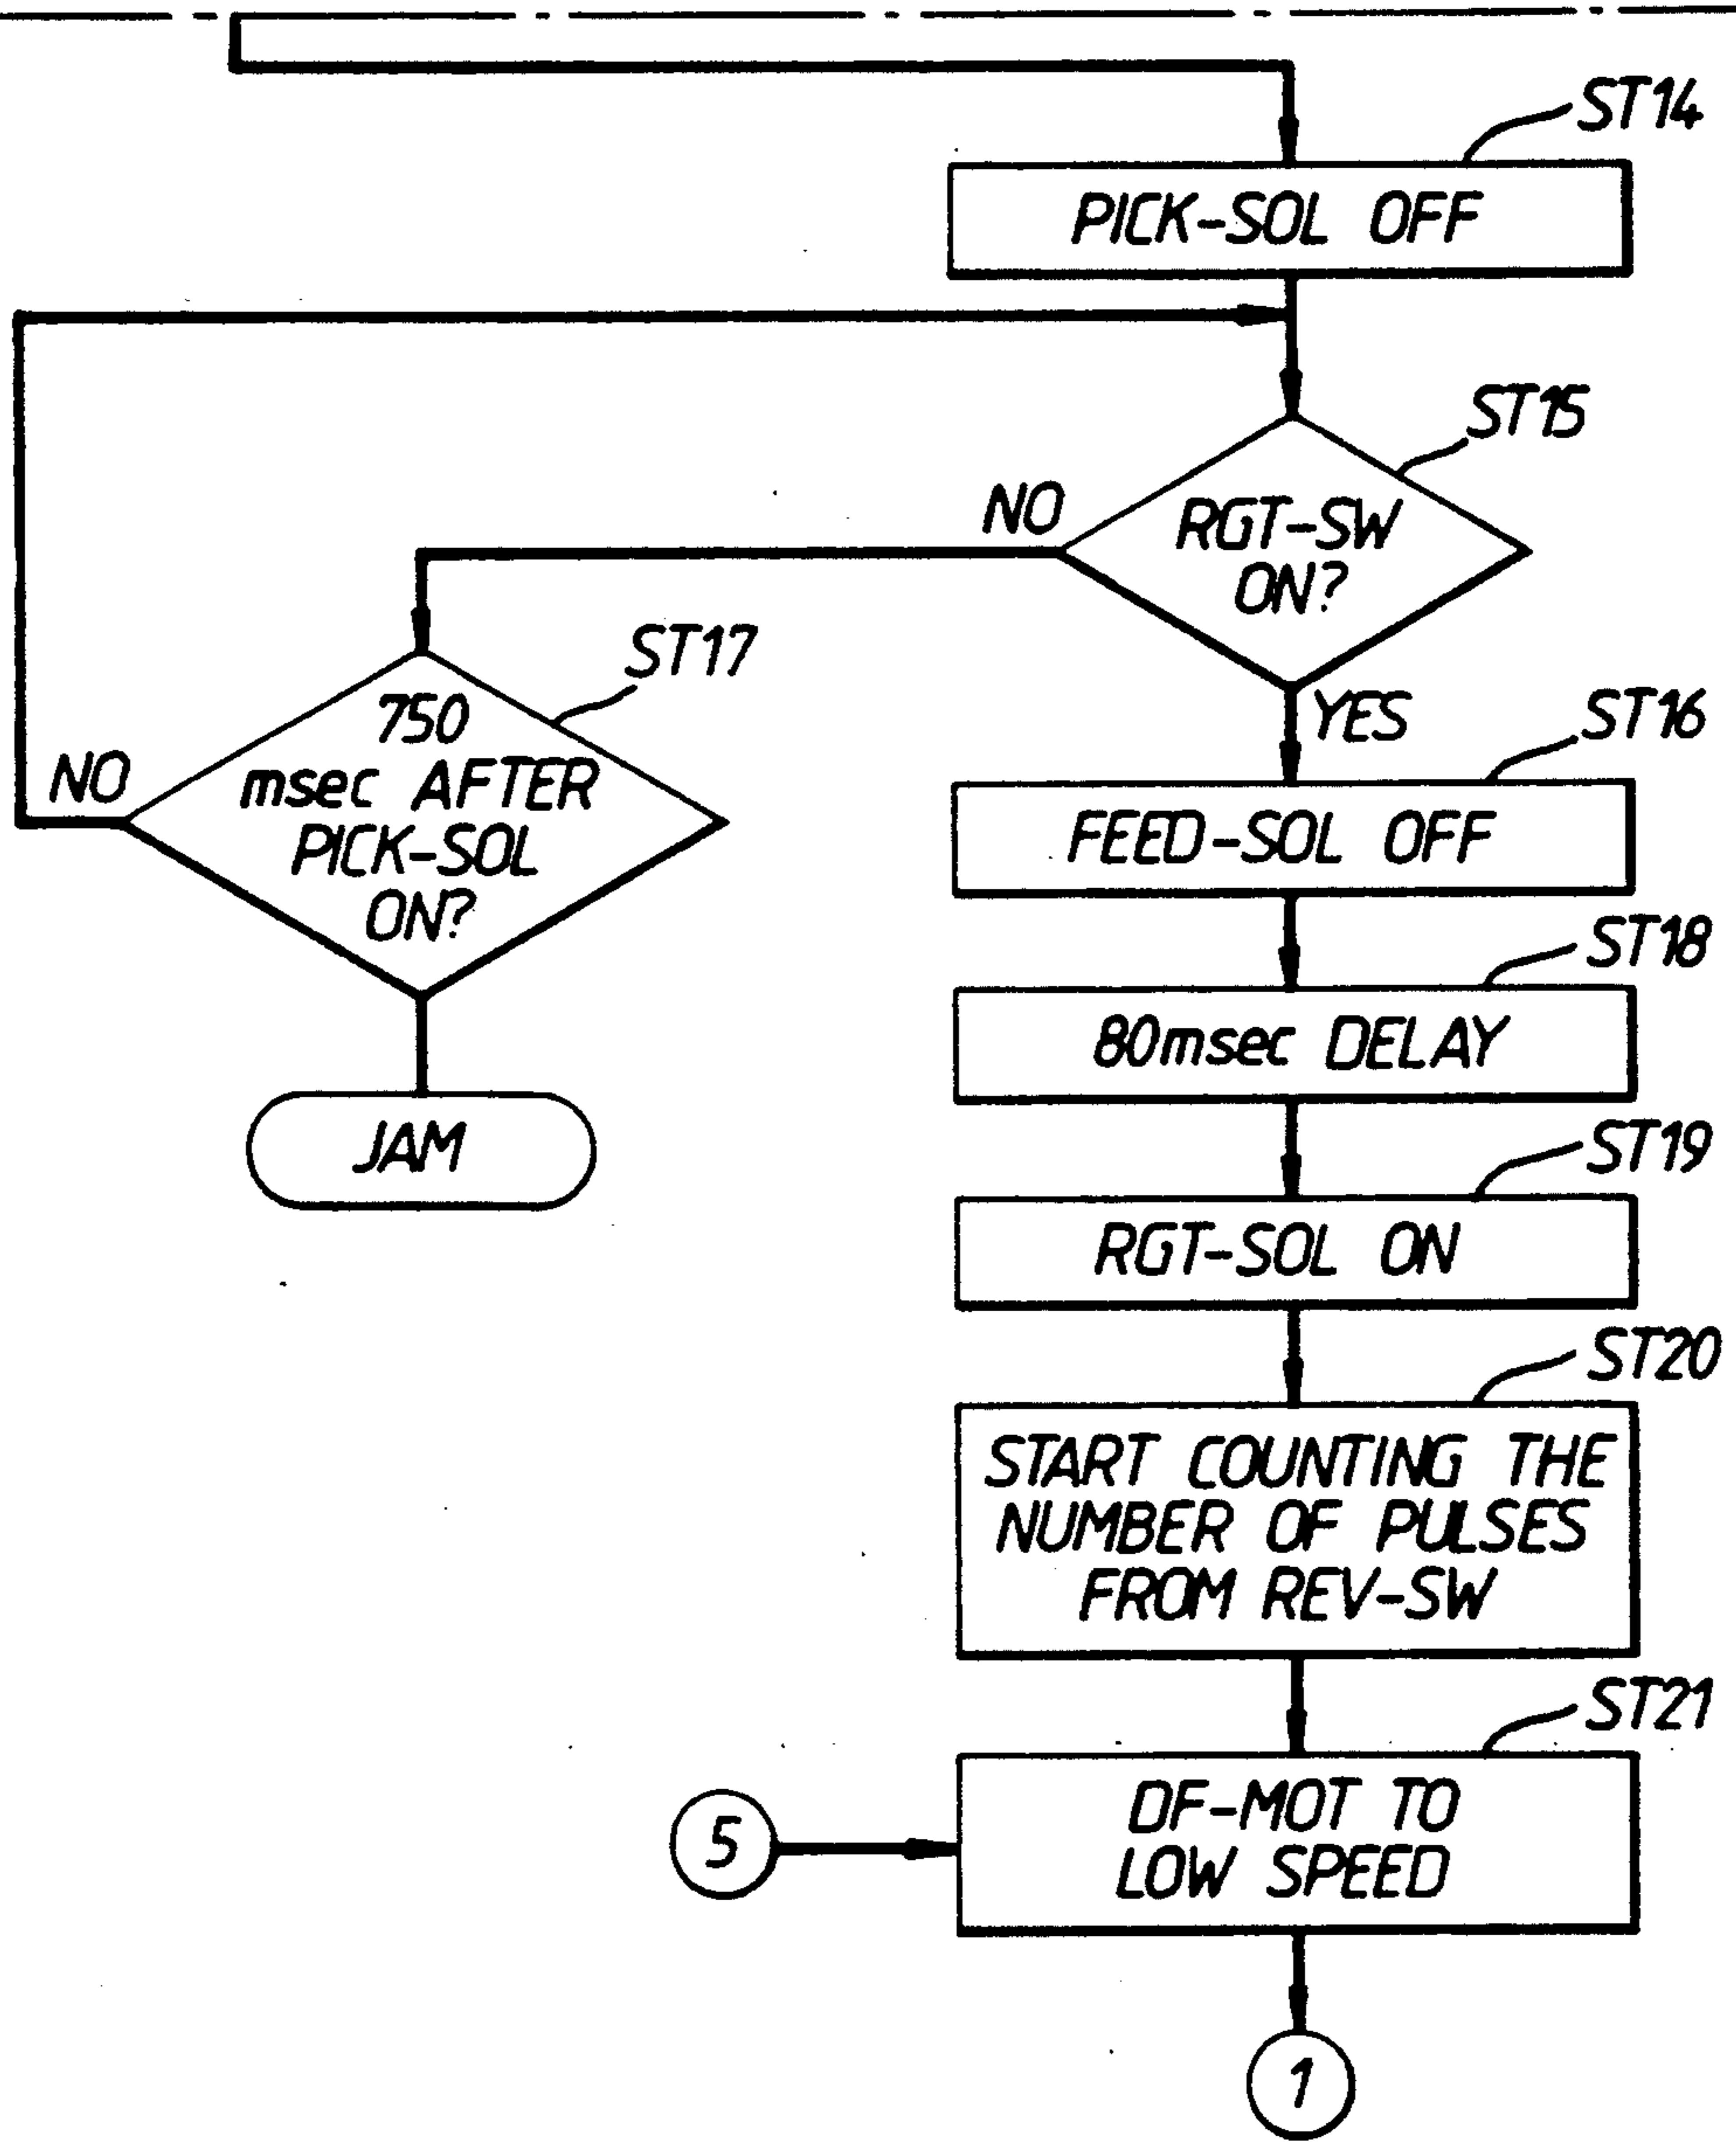 ST14
PICK-SOL OFF
ST15
NO
RGT-SW
ON?
ST17
750
msec AFTER
PICK-SOL
ON?
NO
YES
ST16
FEED-SOL OFF
ST18
80msec DELAY
JAM
ST19
RGT-SOL ON
ST20
START COUNTING THE
NUMBER OF PULSES
FROM REV-SW
ST21
DF-MOT TO
LOW SPEED
5
1